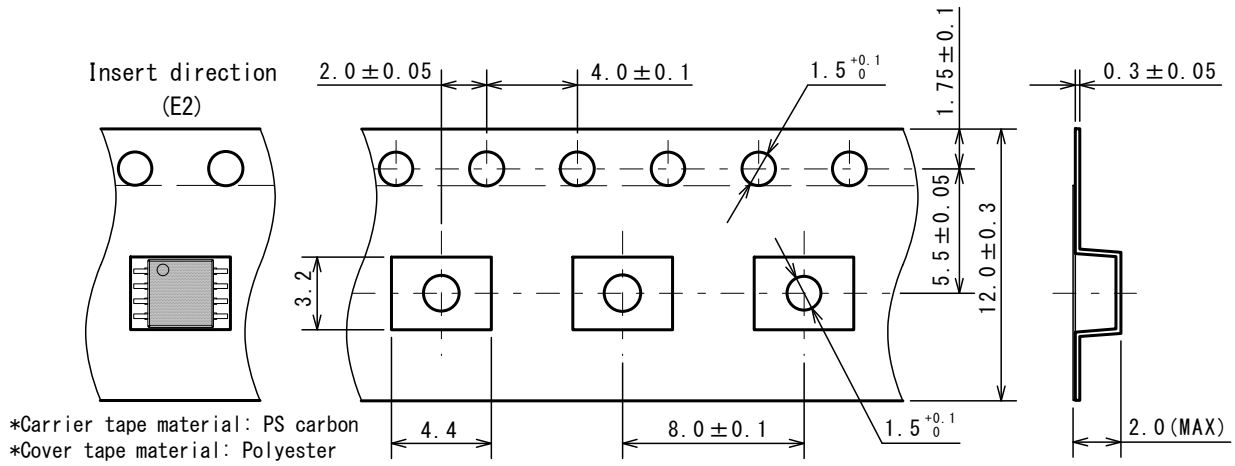 Insert direction
(E2)
2.0±0.05
4.0±0.1
1.5 +0.1 0
1.75±0.1
0.3±0.05
5.5±0.05
12.0±0.3
3.2
4.4
8.0±0.1
1.5 +0.1 0
2.0(MAX)
*Carrier tape material: PS carbon
*Cover tape material: Polyester